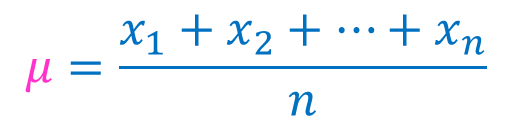 μ = (x₁ + x₂ + ⋯ + xₙ) / n